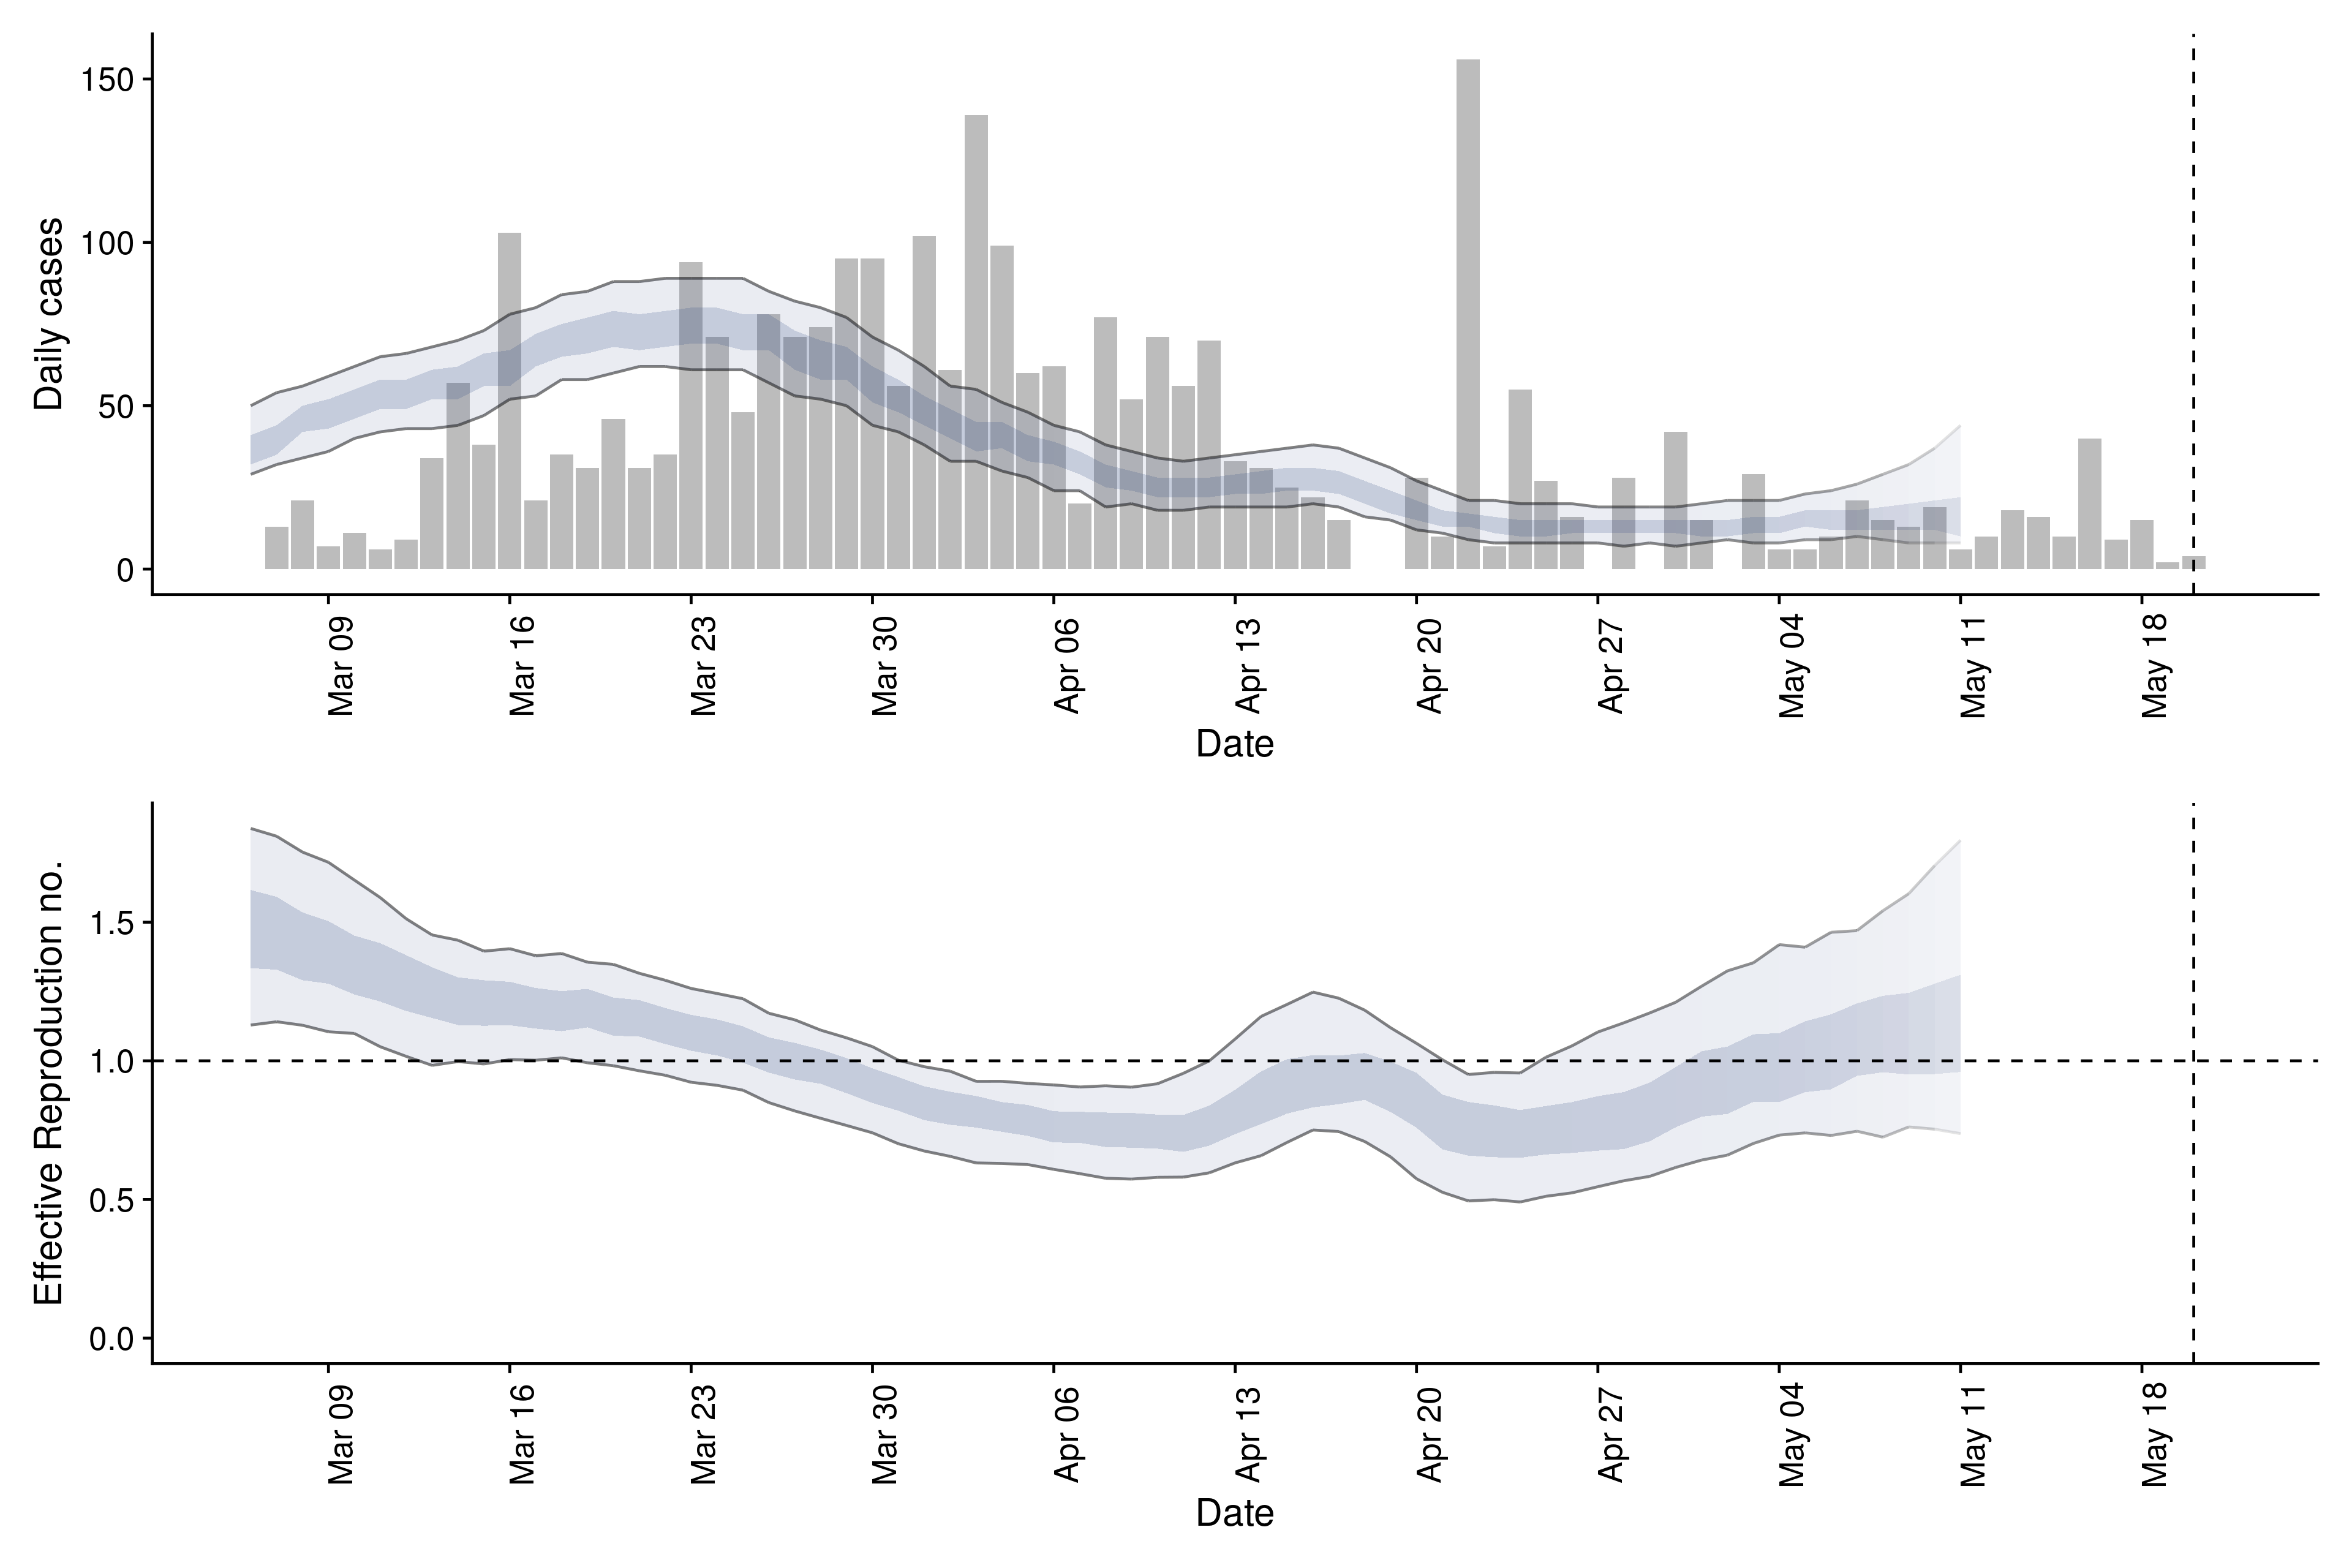 Daily cases
150
100
50
0
Mar 09
Mar 16
Mar 23
Mar 30
Apr 06
Apr 13
Apr 20
Apr 27
May 04
May 11
May 18
Date
Effective Reproduction no.
1.5
1.0
0.5
0.0
Mar 09
Mar 16
Mar 23
Mar 30
Apr 06
Apr 13
Apr 20
Apr 27
May 04
May 11
May 18
Date